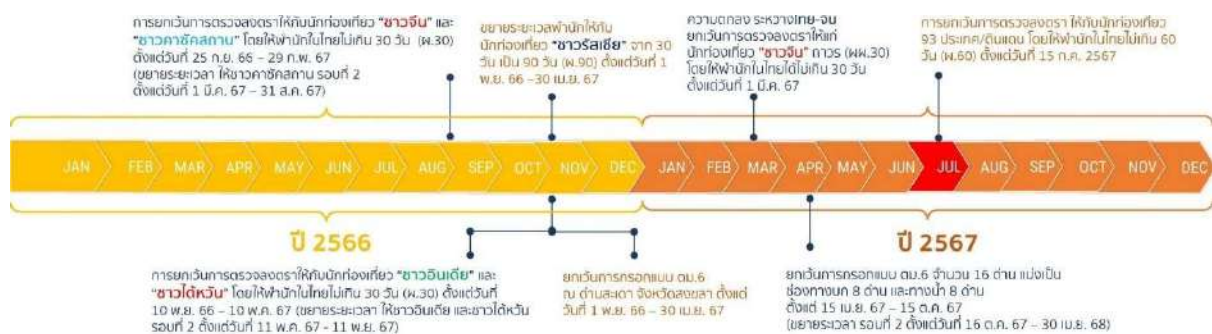 การยกเว้นการตรวจลงตราให้กับนักท่องเที่ยว "ชาวจีน" และ
"ชาวคาซัคสถาน" โดยให้พำนักในไทยไม่เกิน 30 วัน (ผ.30)
ตั้งแต่วันที่ 25 ก.ย. 66 – 29 ก.พ. 67
(ขยายระยะเวลา ให้ชาวคาซัคสถาน รอบที่ 2
ตั้งแต่วันที่ 1 มี.ค. 67 – 31 ส.ค. 67)
ขยายระยะเวลพำนักให้กับ
นักท่องเที่ยว "ชาวรัสเซีย" จาก 30
วัน เป็น 90 วัน (ผ.90) ตั้งแต่วันที่ 1
พ.ย. 66 –30 เม.ย. 67
ความตกลง ระหว่างไทย-จีน
ยกเว้นการตรวจลงตราให้แก่
นักท่องเที่ยว "ชาวจีน" ถาวร (ผผ.30)
โดยให้พำนักในไทยได้ไม่เกิน 30 วัน
ตั้งแต่วันที่ 1 มี.ค. 67
การยกเว้นการตรวจลงตรา ให้กับนักท่องเที่ยว
93 ประเทศ/ดินแดน โดยให้พำนักในไทยไม่เกิน 60
วัน (ผ.60) ตั้งแต่วันที่ 15 ก.ค. 2567
JAN FEB MAR APR MAY JUN JUL AUG SEP OCT NOV DEC JAN FEB MAR APR MAY JUN JUL AUG SEP OCT NOV DEC
ปี 2566
ปี 2567
การยกเว้นการตรวจลงตราให้กับนักท่องเที่ยว "ชาวอินเดีย" และ
"ชาวไต้หวัน" โดยให้พำนักในไทยไม่เกิน 30 วัน (ผ.30) ตั้งแต่วันที่
10 พ.ย. 66 – 10 พ.ค. 67 (ขยายระยะเวลา ให้ชาวอินเดีย และชาวไต้หวัน
รอบที่ 2 ตั้งแต่วันที่ 11 พ.ค. 67 - 11 พ.ย. 67)
ยกเว้นการกรอกแบบ ตม.6
ณ ด่านสะเดา จังหวัดสงขลา ตั้งแต่
วันที่ 1 พ.ย. 66 – 30 เม.ย. 67
ยกเว้นการกรอกแบบ ตม.6 จำนวน 16 ด่าน แบ่งเป็น
ช่องทางบก 8 ด่าน และทางน้ำ 8 ด่าน
ตั้งแต่ 15 เม.ย. 67 – 15 ต.ค. 67
(ขยายระเวลา รอบที่ 2 ตั้งแต่วันที่ 16 ต.ค. 67 – 30 เม.ย. 68)